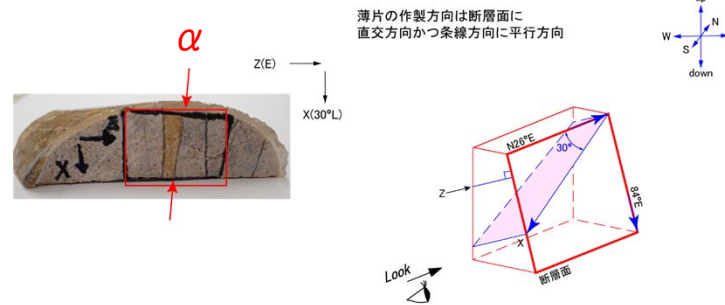 薄片の作製方向は断層面に
直交方向かつ条線方向に平行方向
up
N
W
S
down
α
Z(E)
X(30°L)
X
N26°E
30°
84°E
Z
X
Look
断層面